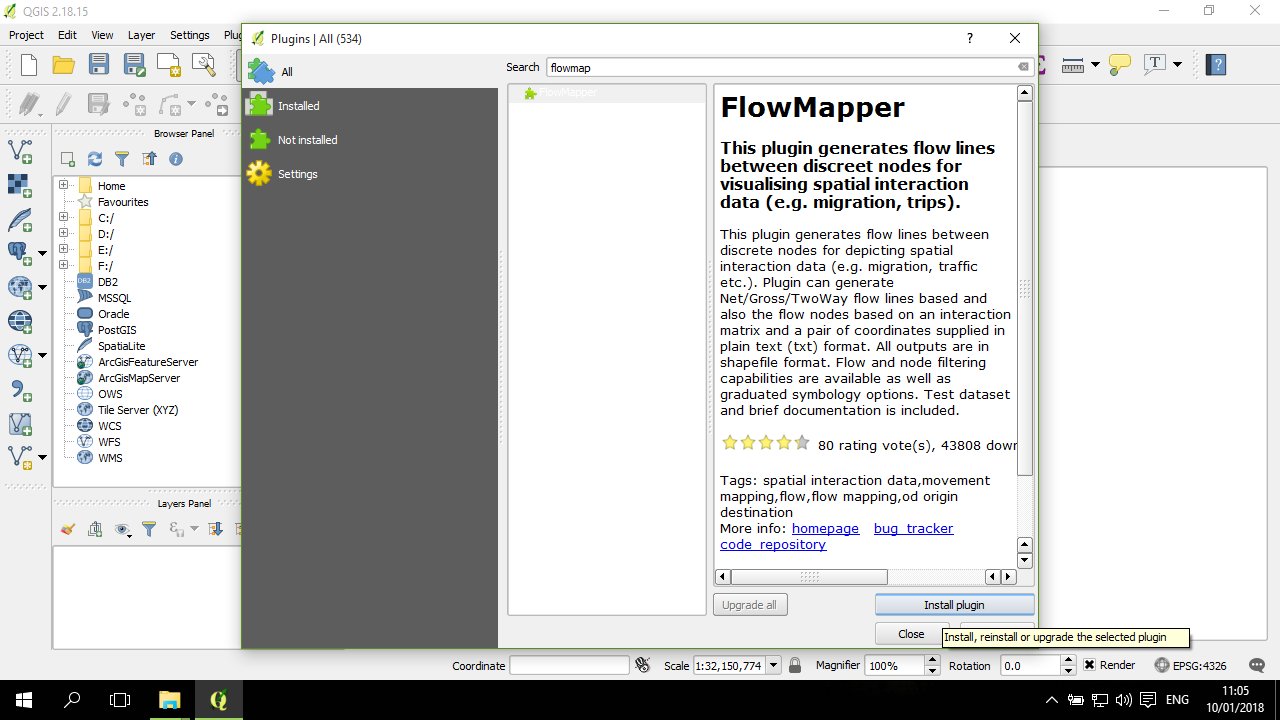 QGIS 2.18.15
Project Edit View Layer Settings Plu
Plugins | All (534)
?
All
Installed
Not installed
Settings
Search flowmap
FlowMapper
FlowMapper
This plugin generates flow lines
between discreet nodes for
visualising spatial interaction
data (e.g. migration, trips).
This plugin generates flow lines between
discrete nodes for depicting spatial
interaction data (e.g. migration, traffic
etc.). Plugin can generate
Net/Gross/TwoWay flow lines based and
also the flow nodes based on an interaction
matrix and a pair of coordinates supplied in
plain text (txt) format. All outputs are in
shapefile format. Flow and node filtering
capabilities are available as well as
graduated symbology options. Test dataset
and brief documentation is included.
80 rating vote(s), 43808 dowr
Tags: spatial interaction data,movement
mapping,flow,flow mapping,od origin
destination
More info: homepage bug_tracker
code_repository
Upgrade all
Install plugin
Close
Install, reinstall or upgrade the selected plugin
Browser Panel
Home
Favourites
C:/
D:/
E:/
F:/
DB2
MSSQL
Oracle
PostGIS
SpatiaLite
ArcGisFeatureServer
ArcGisMapServer
OWS
Tile Server (XYZ)
WCS
WFS
WMS
Layers Panel
Coordinate Scale 1:32,150,774 Magnifier 100% Rotation 0.0 Render EPSG:4326
ENG
11:05
10/01/2018